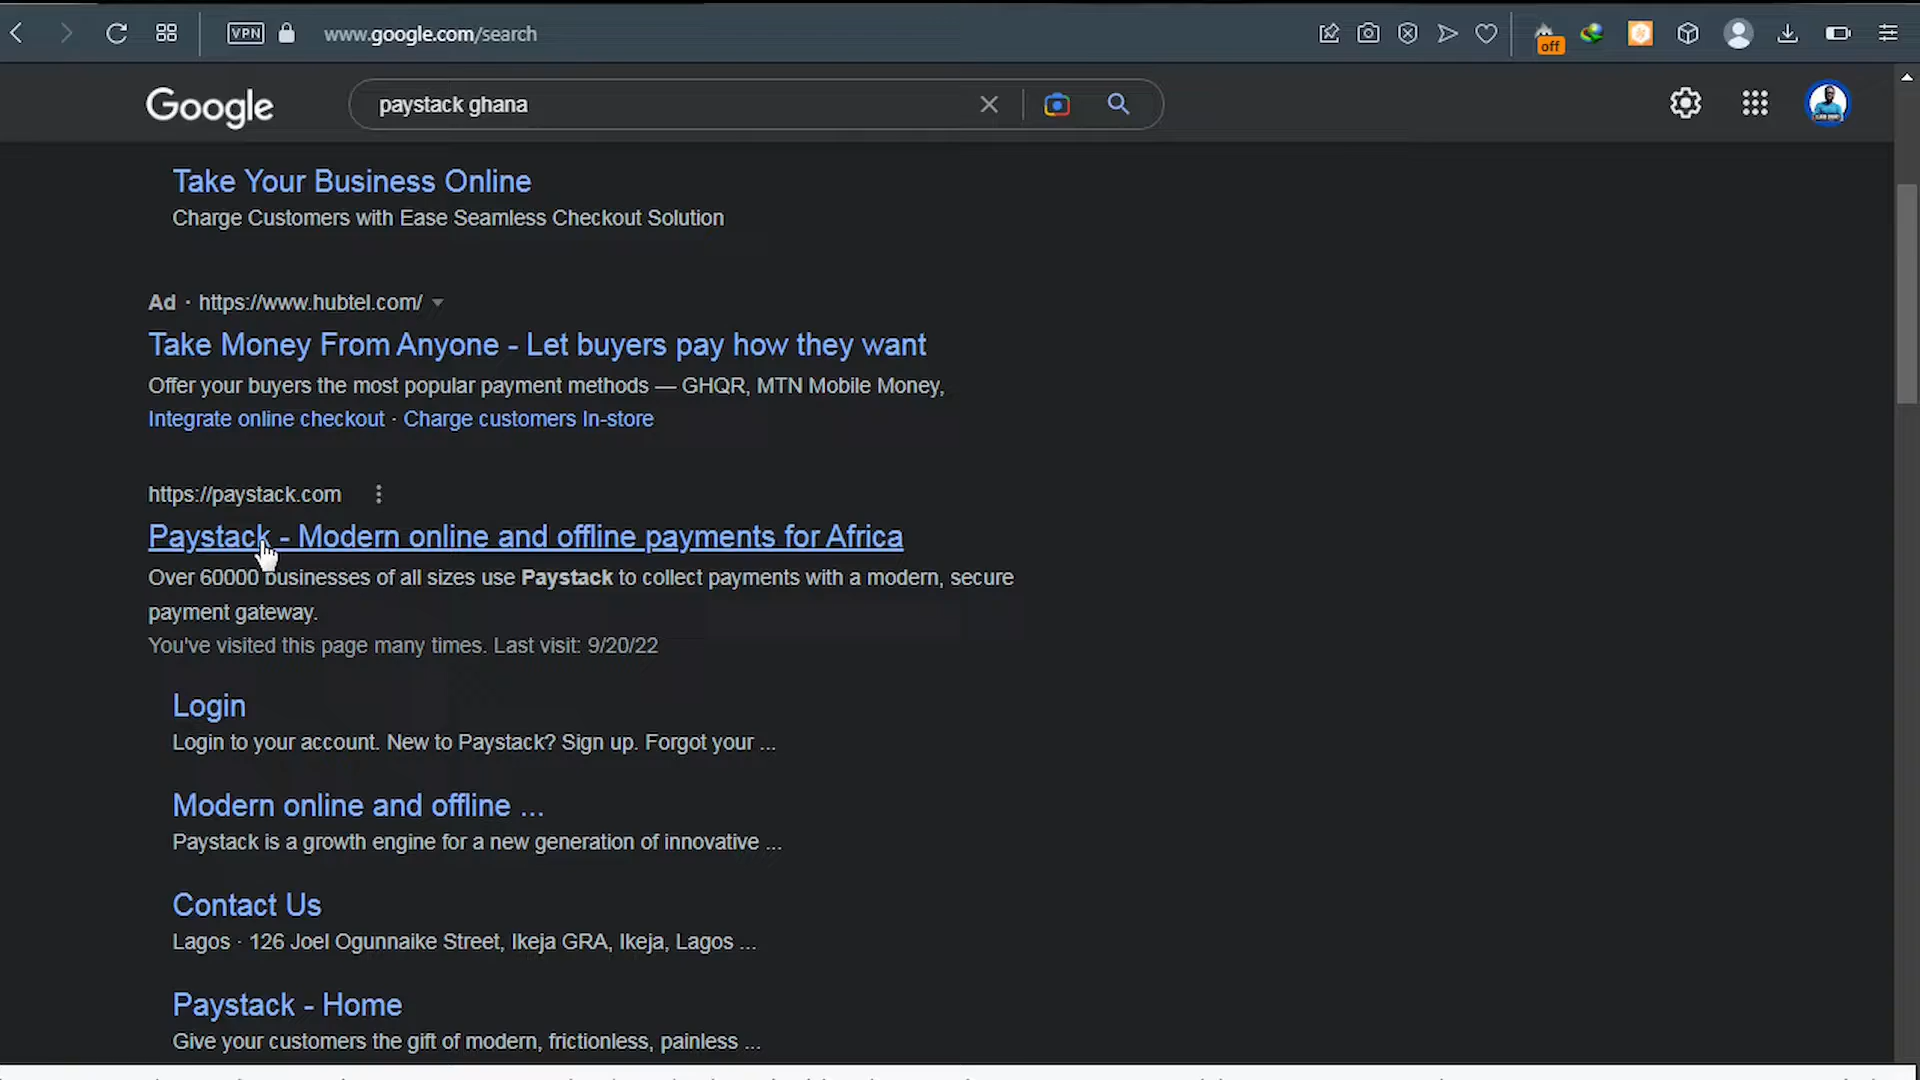 VPN
www.google.com/search
off
Google
paystack ghana
Take Your Business Online
Charge Customers with Ease Seamless Checkout Solution
Ad · https://www.hubtel.com/
Take Money From Anyone - Let buyers pay how they want
Offer your buyers the most popular payment methods — GHQR, MTN Mobile Money,
Integrate online checkout · Charge customers In-store
https://paystack.com
Paystack - Modern online and offline payments for Africa
Over 60000 businesses of all sizes use Paystack to collect payments with a modern, secure
payment gateway.
You've visited this page many times. Last visit: 9/20/22
Login
Login to your account. New to Paystack? Sign up. Forgot your ...
Modern online and offline ...
Paystack is a growth engine for a new generation of innovative ...
Contact Us
Lagos · 126 Joel Ogunnaike Street, Ikeja GRA, Ikeja, Lagos ...
Paystack - Home
Give your customers the gift of modern, frictionless, painless ...